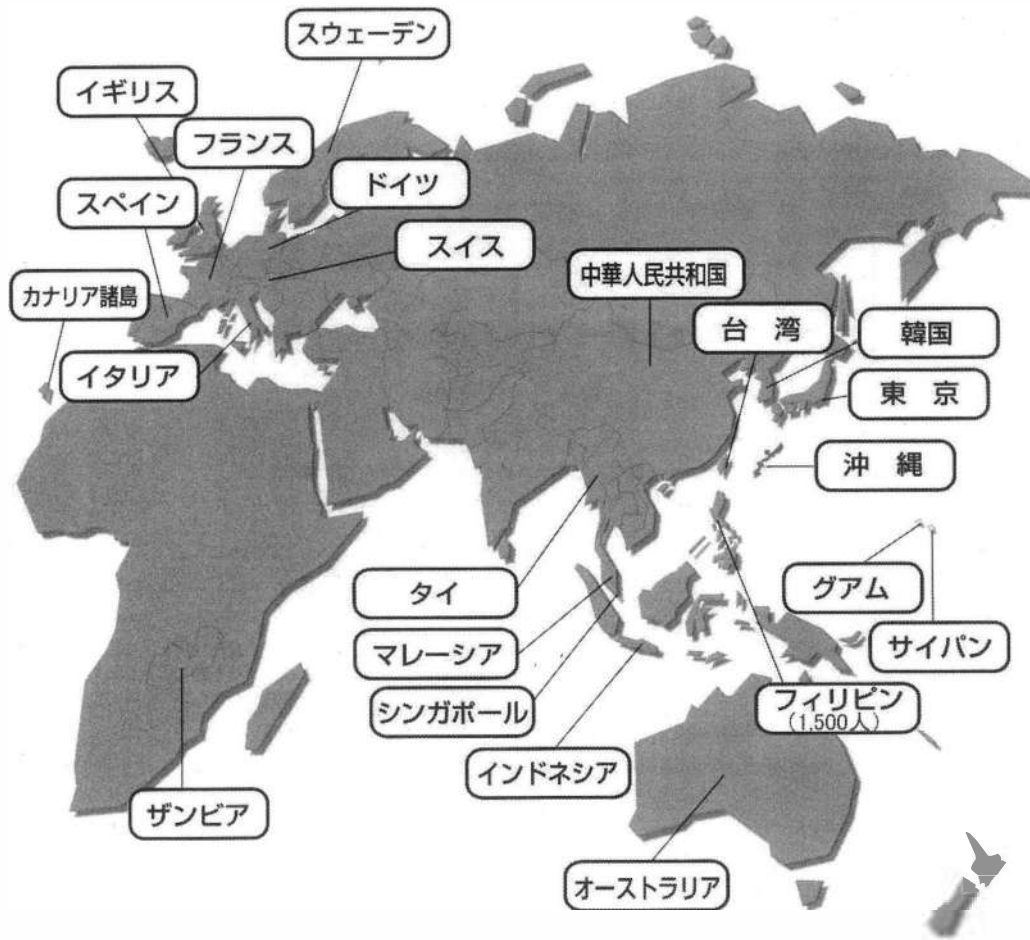 スウェーデン
イギリス
フランス
ドイツ
スペイン
スイス
中華人民共和国
カナリア諸島
台 湾
韓国
イタリア
東 京
沖 縄
タイ
グアム
マレーシア
サイパン
シンガポール
フィリピン
(1,500人)
インドネシア
ザンビア
オーストラリア